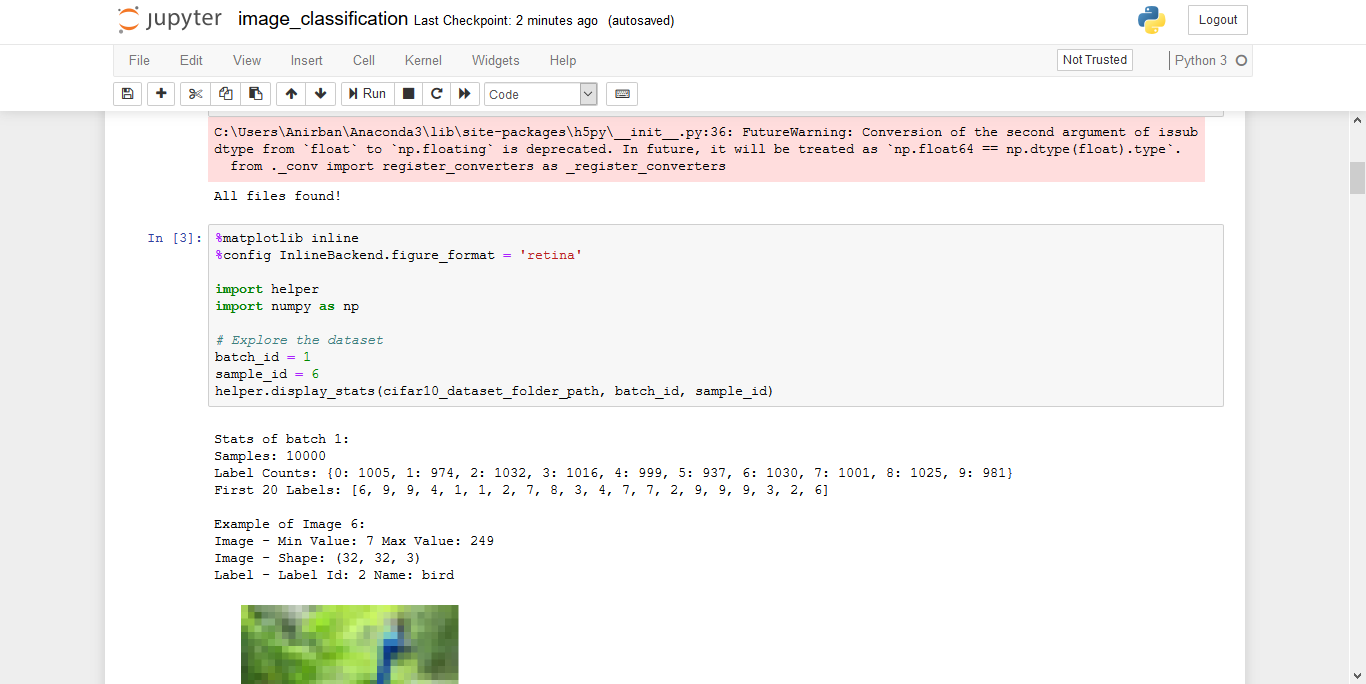 jupyter image_classification Last Checkpoint: 2 minutes ago (autosaved) Logout
File Edit View Insert Cell Kernel Widgets Help Not Trusted Python 3
Run Code
C:\Users\Anirban\Anaconda3\lib\site-packages\h5py\__init__.py:36: FutureWarning: Conversion of the second argument of issub
dtype from `float` to `np.floating` is deprecated. In future, it will be treated as `np.float64 == np.dtype(float).type`.
from ._conv import register_converters as _register_converters
All files found!
In [3]: %matplotlib inline
%config InlineBackend.figure_format = 'retina'
import helper
import numpy as np
# Explore the dataset
batch_id = 1
sample_id = 6
helper.display_stats(cifar10_dataset_folder_path, batch_id, sample_id)
Stats of batch 1:
Samples: 10000
Label Counts: {0: 1005, 1: 974, 2: 1032, 3: 1016, 4: 999, 5: 937, 6: 1030, 7: 1001, 8: 1025, 9: 981}
First 20 Labels: [6, 9, 9, 4, 1, 1, 2, 7, 8, 3, 4, 7, 7, 2, 9, 9, 9, 3, 2, 6]
Example of Image 6:
Image - Min Value: 7 Max Value: 249
Image - Shape: (32, 32, 3)
Label - Label Id: 2 Name: bird